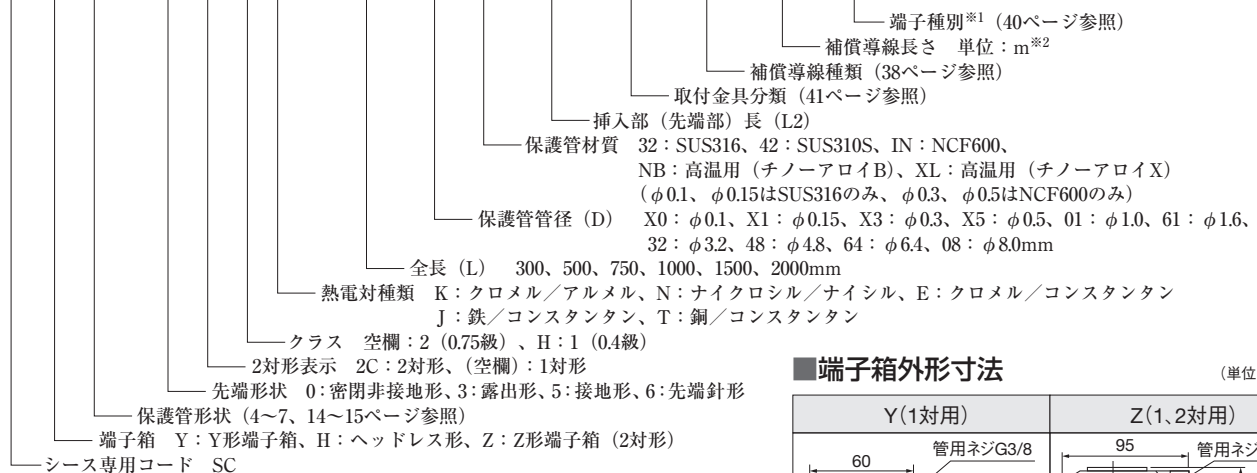 端子種別※1（40ページ参照）
補償導線長さ　単位：m※2
補償導線種類（38ページ参照）
取付金具分類（41ページ参照）
挿入部（先端部）長（L2）
保護管材質　32：SUS316、42：SUS310S、IN：NCF600、
NB：高温用（チノーアロイB）、XL：高温用（チノーアロイX）
（φ0.1、φ0.15はSUS316のみ、φ0.3、φ0.5はNCF600のみ）
保護管管径（D）　X0：φ0.1、X1：φ0.15、X3：φ0.3、X5：φ0.5、01：φ1.0、61：φ1.6、
32：φ3.2、48：φ4.8、64：φ6.4、08：φ8.0mm
全長（L）　300、500、750、1000、1500、2000mm
熱電対種類　K：クロメル／アルメル、N：ナイクロシル／ナイシル、E：クロメル／コンスタンタン
J：鉄／コンスタンタン、T：銅／コンスタンタン
クラス　空欄：2（0.75級）、H：1（0.4級）
2対形表示　2C：2対形、（空欄）：1対形
先端形状　0：密閉非接地形、3：露出形、5：接地形、6：先端針形
保護管形状（4〜7、14〜15ページ参照）
端子箱　Y：Y形端子箱、H：ヘッドレス形、Z：Z形端子箱（2対形）
シース専用コード　SC
■端子箱外形寸法
（単位
Y（1対用）
Z（1、2対用）
管用ネジG3/8
60
95
管用ネジ